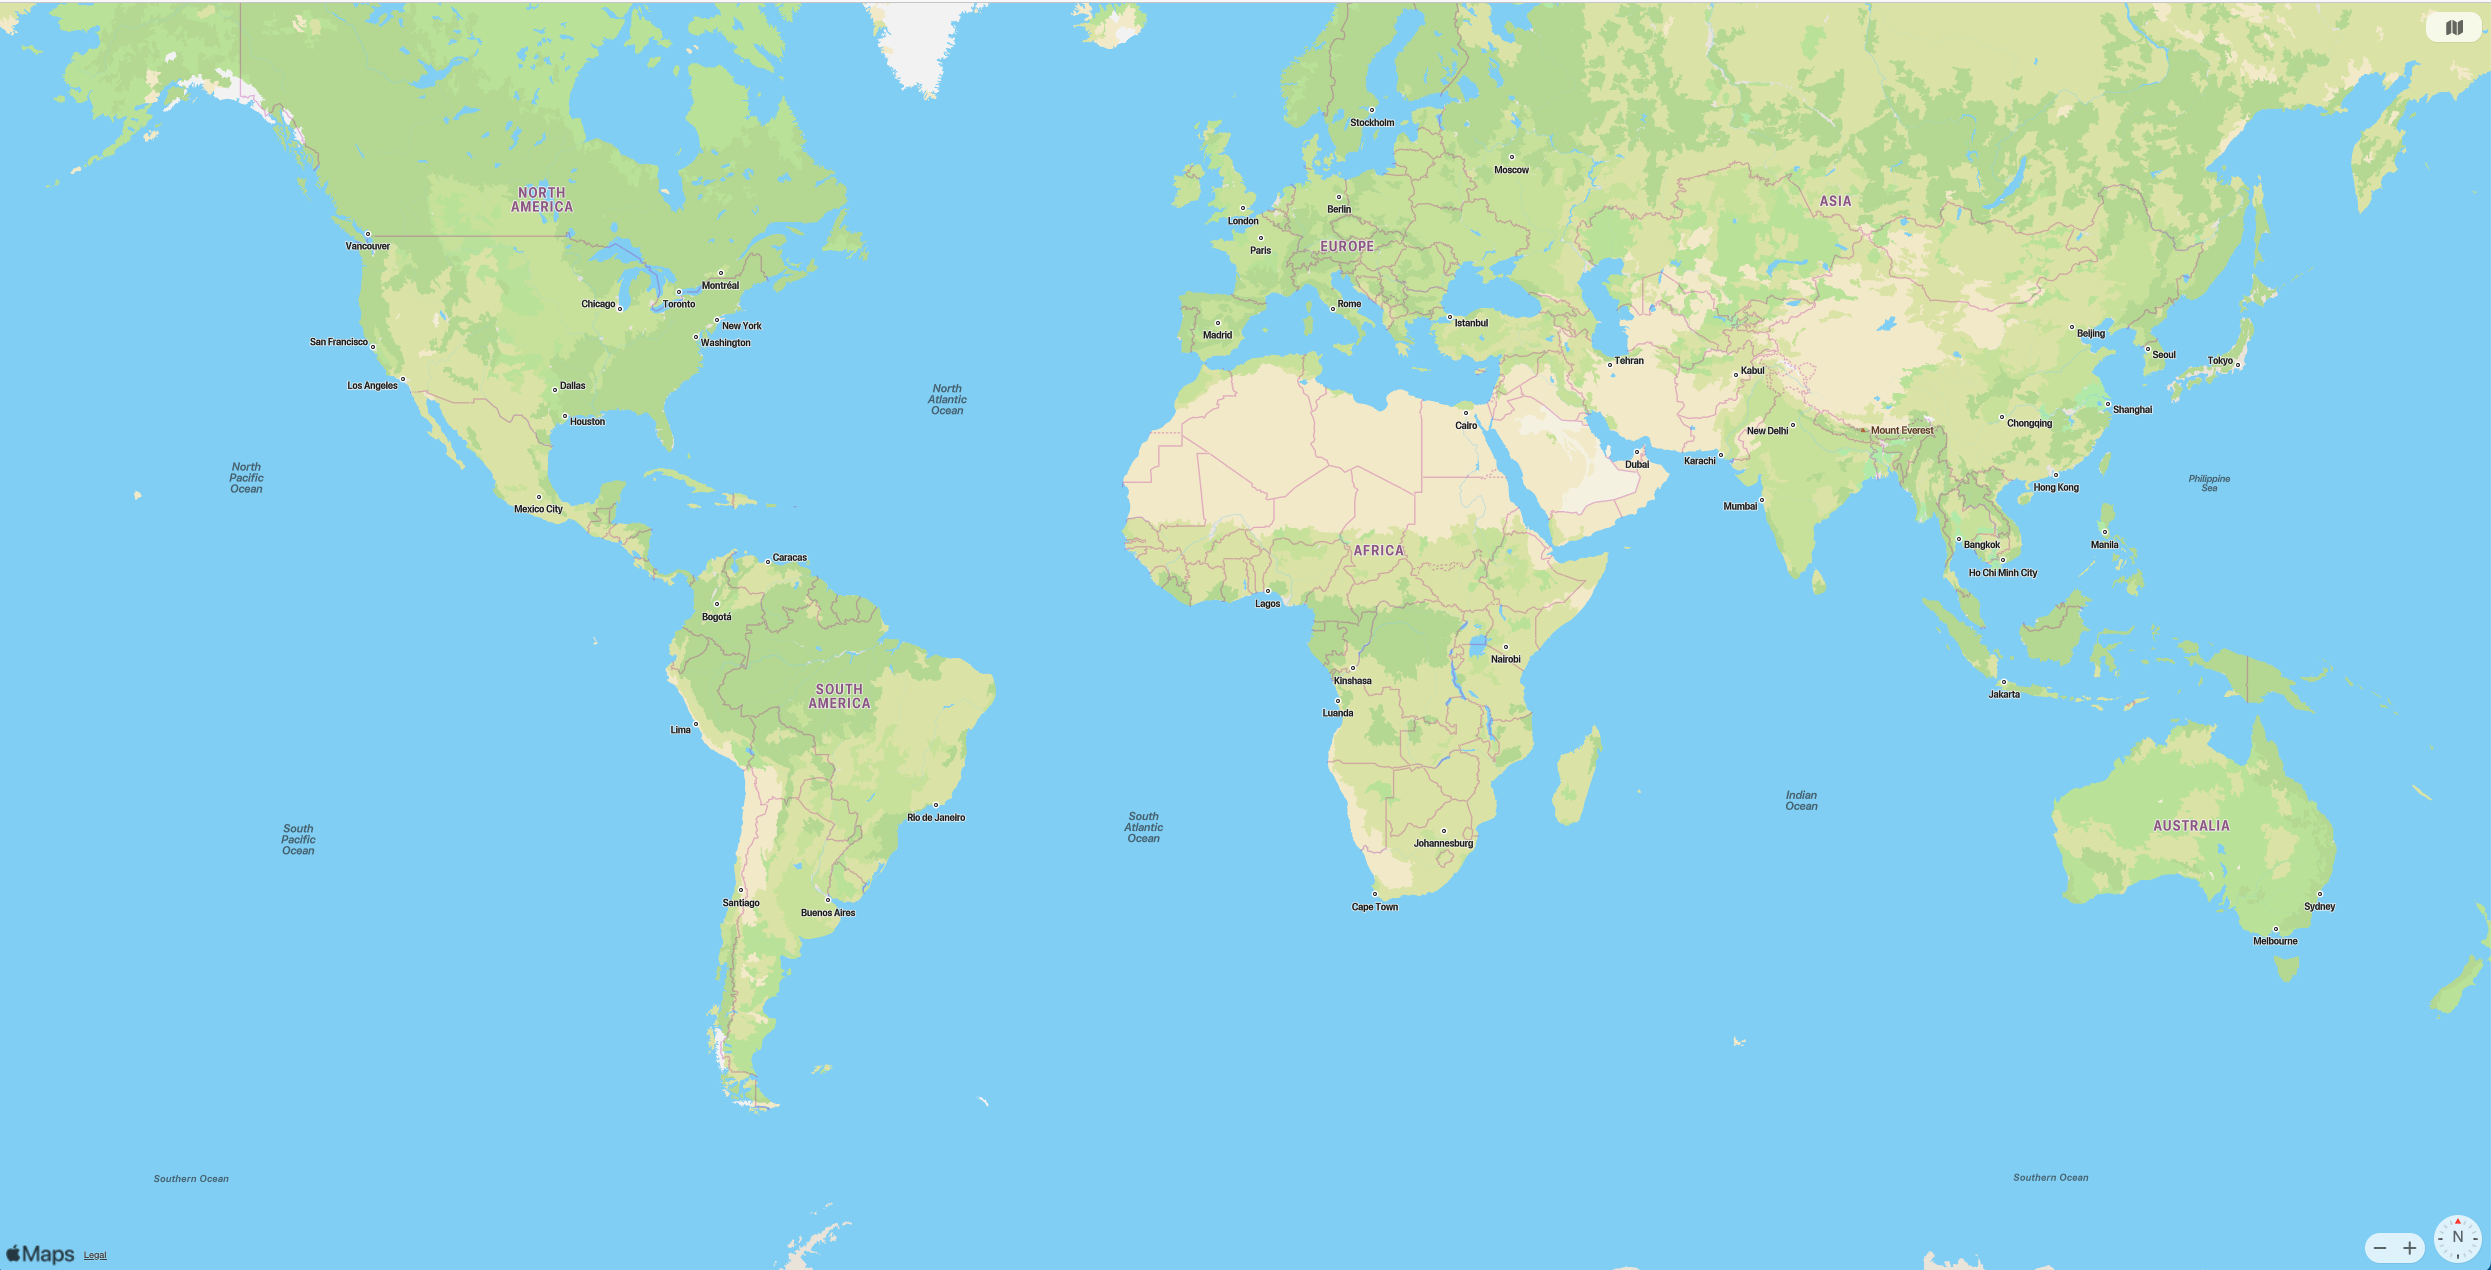 Stockholm
Moscow
NORTH
AMERICA
ASIA
Berlin
London
Vancouver
EUROPE
Paris
Montréal
Chicago
Toronto
Rome
New York
Istanbul
Madrid
Beijing
San Francisco
Washington
Seoul
Tokyo
Tehran
Kabul
Los Angeles
Dallas
North
Atlantic
Ocean
Shanghai
Houston
Cairo
Chongqing
New Delhi
Mount Everest
Dubai
Karachi
North
Pacific
Ocean
Philippine
Sea
Hong Kong
Mexico City
Mumbai
Bangkok
Manila
AFRICA
Caracas
Ho Chi Minh City
Lagos
Bogotá
Nairobi
Kinshasa
SOUTH
AMERICA
Jakarta
Luanda
Lima
Indian
Ocean
Rio de Janeiro
South
Atlantic
Ocean
AUSTRALIA
South
Pacific
Ocean
Johannesburg
Santiago
Cape Town
Sydney
Buenos Aires
Melbourne
Southern Ocean
Southern Ocean
N
Maps Legal